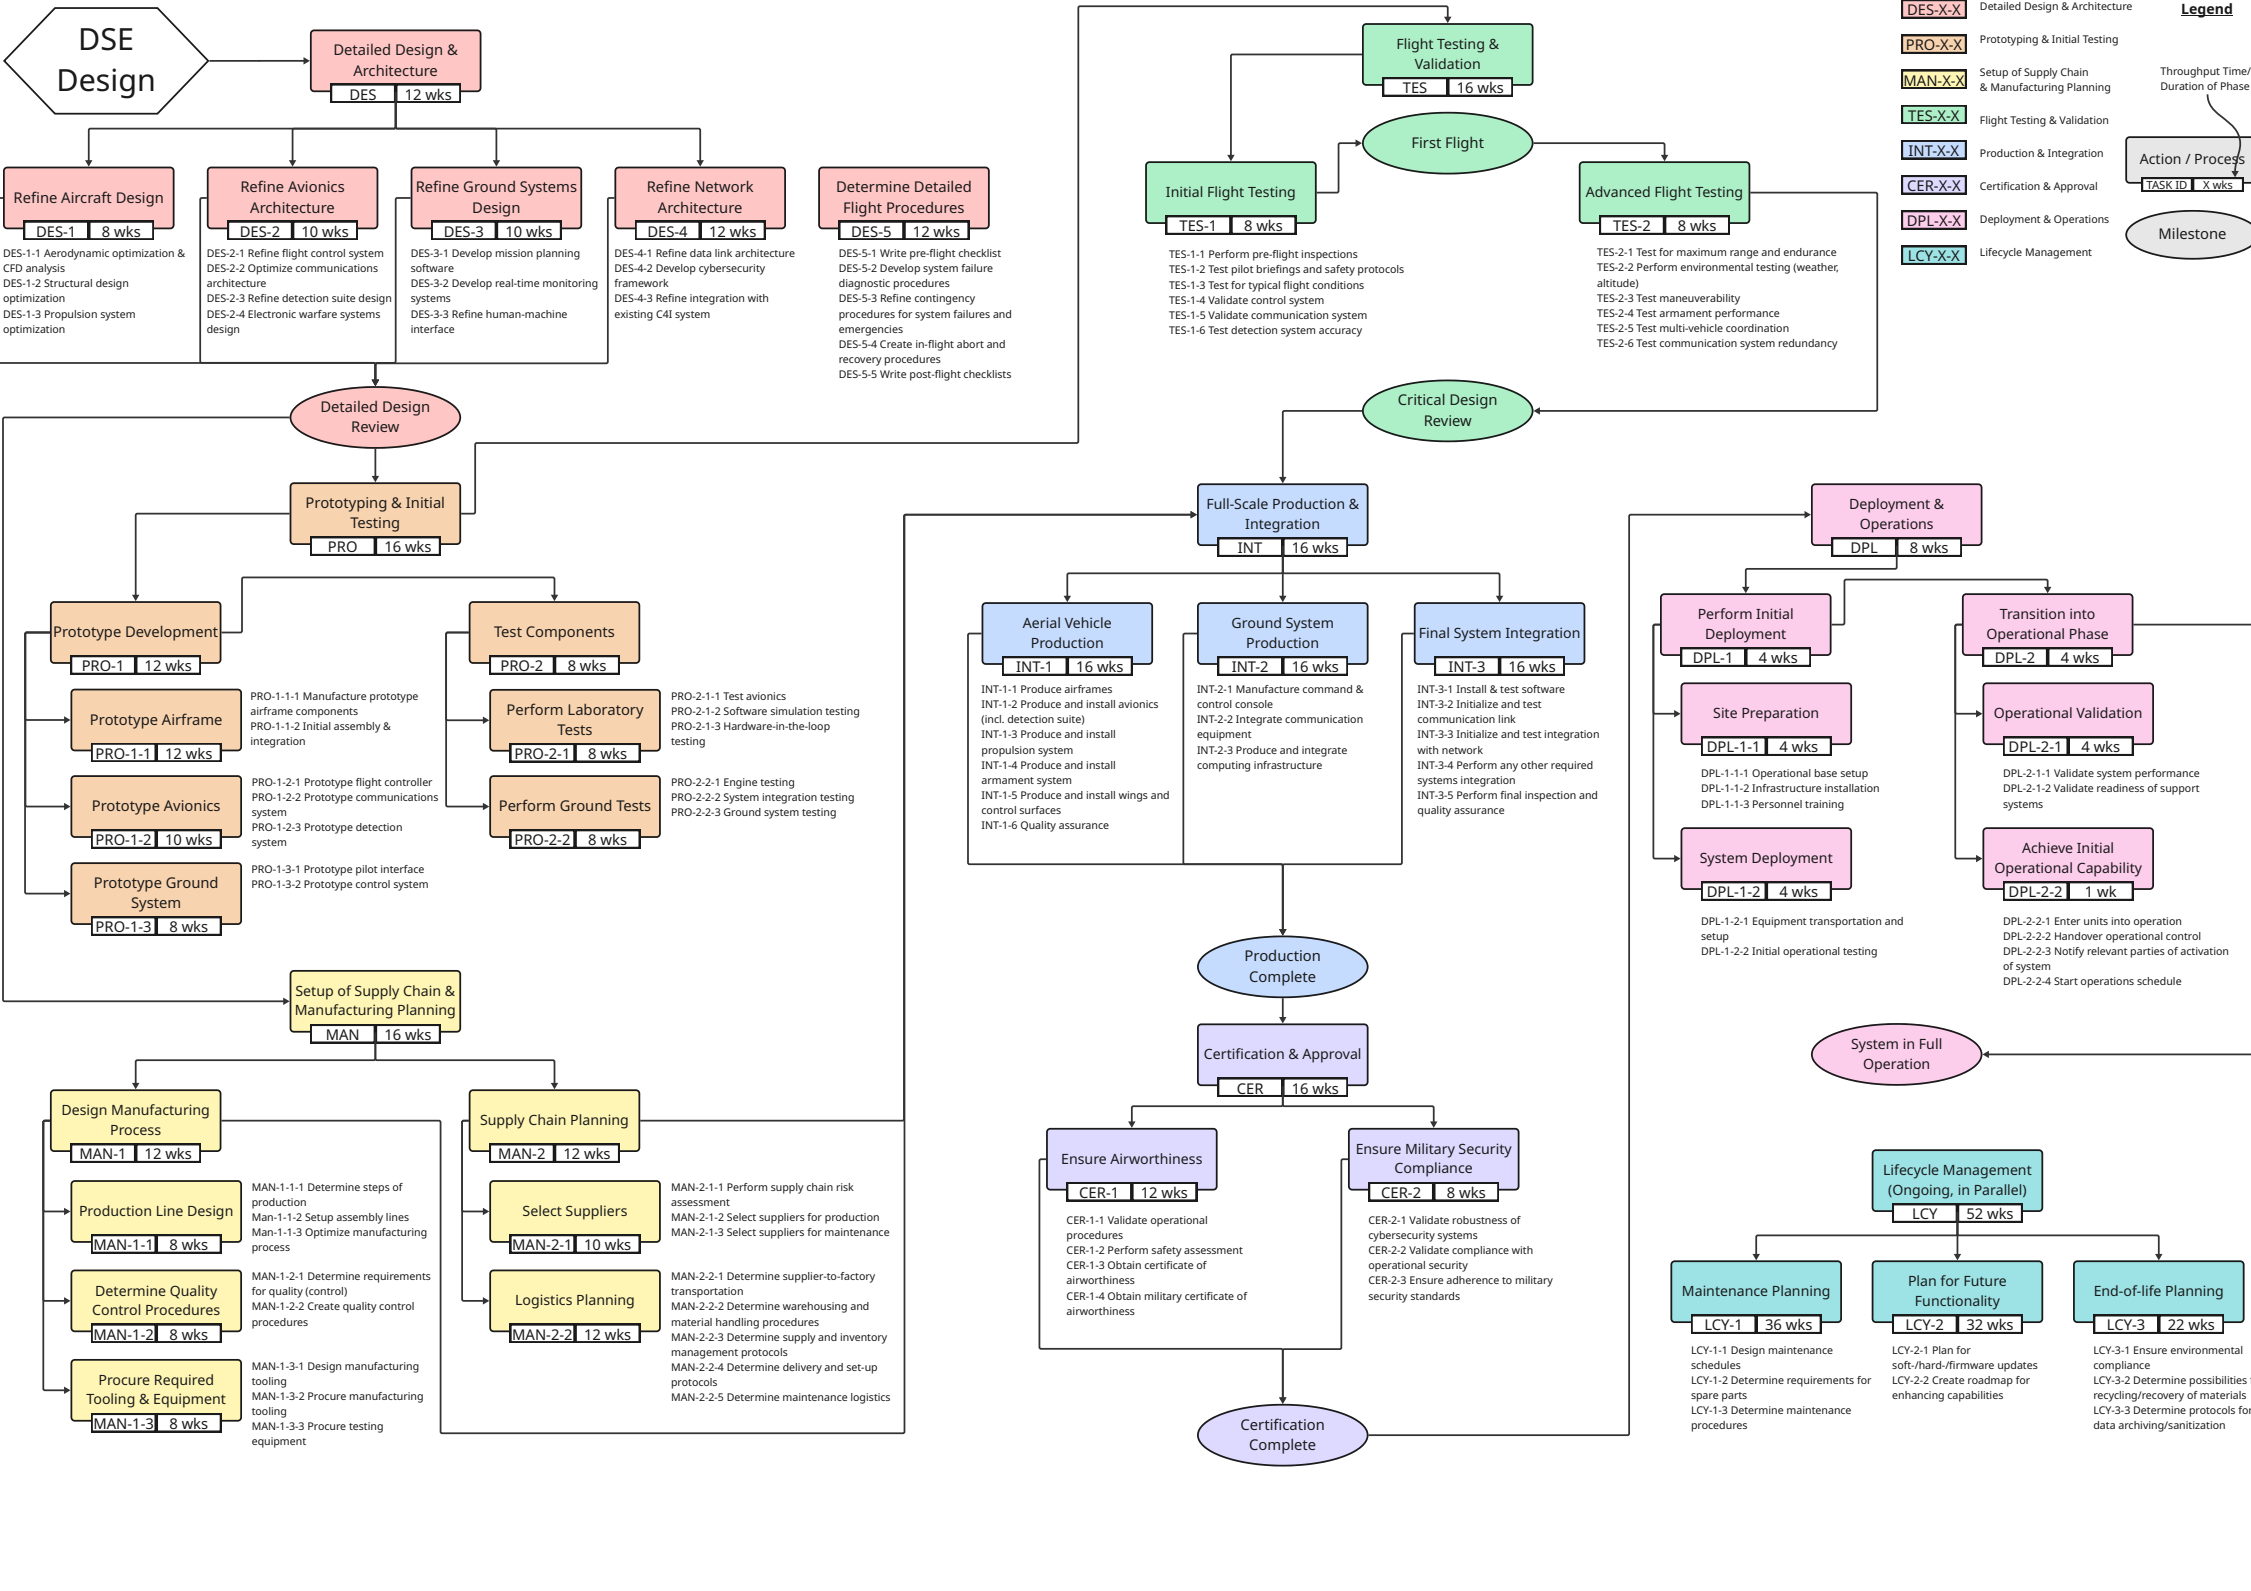 DSE
Design
Detailed Design &
Architecture
DES
12 wks
Refine Aircraft Design
DES-1
8 wks
DES-1-1 Aerodynamic optimization &
CFD analysis
DES-1-2 Structural design
optimization
DES-1-3 Propulsion system
optimization
Refine Avionics
Architecture
DES-2
10 wks
DES-2-1 Refine flight control system
DES-2-2 Optimize communications
architecture
DES-2-3 Refine detection suite design
DES-2-4 Electronic warfare systems
design
Refine Ground Systems
Design
DES-3
10 wks
DES-3-1 Develop mission planning
software
DES-3-2 Develop real-time monitoring
systems
DES-3-3 Refine human-machine
interface
Refine Network
Architecture
DES-4
12 wks
DES-4-1 Refine data link architecture
DES-4-2 Develop cybersecurity
framework
DES-4-3 Refine integration with
existing C4I system
Determine Detailed
Flight Procedures
DES-5
12 wks
DES-5-1 Write pre-flight checklist
DES-5-2 Develop system failure
diagnostic procedures
DES-5-3 Refine contingency
procedures for system failures and
emergencies
DES-5-4 Create in-flight abort and
recovery procedures
DES-5-5 Write post-flight checklists
Detailed Design
Review
Prototyping & Initial
Testing
PRO
16 wks
Prototype Development
PRO-1
12 wks
Prototype Airframe
PRO-1-1
12 wks
PRO-1-1-1 Manufacture prototype
airframe components
PRO-1-1-2 Initial assembly &
integration
Prototype Avionics
PRO-1-2
10 wks
PRO-1-2-1 Prototype flight controller
PRO-1-2-2 Prototype communications
system
PRO-1-2-3 Prototype detection
system
Prototype Ground
System
PRO-1-3
8 wks
PRO-1-3-1 Prototype pilot interface
PRO-1-3-2 Prototype control system
Test Components
PRO-2
8 wks
Perform Laboratory
Tests
PRO-2-1
8 wks
PRO-2-1-1 Test avionics
PRO-2-1-2 Software simulation testing
PRO-2-1-3 Hardware-in-the-loop
testing
Perform Ground Tests
PRO-2-2
8 wks
PRO-2-2-1 Engine testing
PRO-2-2-2 System integration testing
PRO-2-2-3 Ground system testing
Setup of Supply Chain &
Manufacturing Planning
MAN
16 wks
Design Manufacturing
Process
MAN-1
12 wks
Production Line Design
MAN-1-1
8 wks
MAN-1-1-1 Determine steps of
production
Man-1-1-2 Setup assembly lines
Man-1-1-3 Optimize manufacturing
process
Determine Quality
Control Procedures
MAN-1-2
8 wks
MAN-1-2-1 Determine requirements
for quality (control)
MAN-1-2-2 Create quality control
procedures
Procure Required
Tooling & Equipment
MAN-1-3
8 wks
MAN-1-3-1 Design manufacturing
tooling
MAN-1-3-2 Procure manufacturing
tooling
MAN-1-3-3 Procure testing
equipment
Supply Chain Planning
MAN-2
12 wks
Select Suppliers
MAN-2-1
10 wks
MAN-2-1-1 Perform supply chain risk
assessment
MAN-2-1-2 Select suppliers for production
MAN-2-1-3 Select suppliers for maintenance
Logistics Planning
MAN-2-2
12 wks
MAN-2-2-1 Determine supplier-to-factory
transportation
MAN-2-2-2 Determine warehousing and
material handling procedures
MAN-2-2-3 Determine supply and inventory
management protocols
MAN-2-2-4 Determine delivery and set-up
protocols
MAN-2-2-5 Determine maintenance logistics
Flight Testing &
Validation
TES
16 wks
First Flight
Initial Flight Testing
TES-1
8 wks
TES-1-1 Perform pre-flight inspections
TES-1-2 Test pilot briefings and safety protocols
TES-1-3 Test for typical flight conditions
TES-1-4 Validate control system
TES-1-5 Validate communication system
TES-1-6 Test detection system accuracy
Advanced Flight Testing
TES-2
8 wks
TES-2-1 Test for maximum range and endurance
TES-2-2 Perform environmental testing (weather,
altitude)
TES-2-3 Test maneuverability
TES-2-4 Test armament performance
TES-2-5 Test multi-vehicle coordination
TES-2-6 Test communication system redundancy
Critical Design
Review
Full-Scale Production &
Integration
INT
16 wks
Aerial Vehicle
Production
INT-1
16 wks
INT-1-1 Produce airframes
INT-1-2 Produce and install avionics
(incl. detection suite)
INT-1-3 Produce and install
propulsion system
INT-1-4 Produce and install
armament system
INT-1-5 Produce and install wings and
control surfaces
INT-1-6 Quality assurance
Ground System
Production
INT-2
16 wks
INT-2-1 Manufacture command &
control console
INT-2-2 Integrate communication
equipment
INT-2-3 Produce and integrate
computing infrastructure
Final System Integration
INT-3
16 wks
INT-3-1 Install & test software
INT-3-2 Initialize and test
communication link
INT-3-3 Initialize and test integration
with network
INT-3-4 Perform any other required
systems integration
INT-3-5 Perform final inspection and
quality assurance
Production
Complete
Certification & Approval
CER
16 wks
Ensure Airworthiness
CER-1
12 wks
CER-1-1 Validate operational
procedures
CER-1-2 Perform safety assessment
CER-1-3 Obtain certificate of
airworthiness
CER-1-4 Obtain military certificate of
airworthiness
Ensure Military Security
Compliance
CER-2
8 wks
CER-2-1 Validate robustness of
cybersecurity systems
CER-2-2 Validate compliance with
operational security
CER-2-3 Ensure adherence to military
security standards
Certification
Complete
DES-X-X
Detailed Design & Architecture
PRO-X-X
Prototyping & Initial Testing
MAN-X-X
Setup of Supply Chain
& Manufacturing Planning
TES-X-X
Flight Testing & Validation
INT-X-X
Production & Integration
CER-X-X
Certification & Approval
DPL-X-X
Deployment & Operations
LCY-X-X
Lifecycle Management
Legend
Throughput Time/
Duration of Phase
Action / Process
TASK ID
X wks
Milestone
Deployment &
Operations
DPL
8 wks
Perform Initial
Deployment
DPL-1
4 wks
Site Preparation
DPL-1-1
4 wks
DPL-1-1-1 Operational base setup
DPL-1-1-2 Infrastructure installation
DPL-1-1-3 Personnel training
System Deployment
DPL-1-2
4 wks
DPL-1-2-1 Equipment transportation and
setup
DPL-1-2-2 Initial operational testing
Transition into
Operational Phase
DPL-2
4 wks
Operational Validation
DPL-2-1
4 wks
DPL-2-1-1 Validate system performance
DPL-2-1-2 Validate readiness of support
systems
Achieve Initial
Operational Capability
DPL-2-2
1 wk
DPL-2-2-1 Enter units into operation
DPL-2-2-2 Handover operational control
DPL-2-2-3 Notify relevant parties of activation
of system
DPL-2-2-4 Start operations schedule
System in Full
Operation
Lifecycle Management
(Ongoing, in Parallel)
LCY
52 wks
Maintenance Planning
LCY-1
36 wks
LCY-1-1 Design maintenance
schedules
LCY-1-2 Determine requirements for
spare parts
LCY-1-3 Determine maintenance
procedures
Plan for Future
Functionality
LCY-2
32 wks
LCY-2-1 Plan for
soft-/hard-/firmware updates
LCY-2-2 Create roadmap for
enhancing capabilities
End-of-life Planning
LCY-3
22 wks
LCY-3-1 Ensure environmental
compliance
LCY-3-2 Determine possibilities
recycling/recovery of materials
LCY-3-3 Determine protocols for
data archiving/sanitization